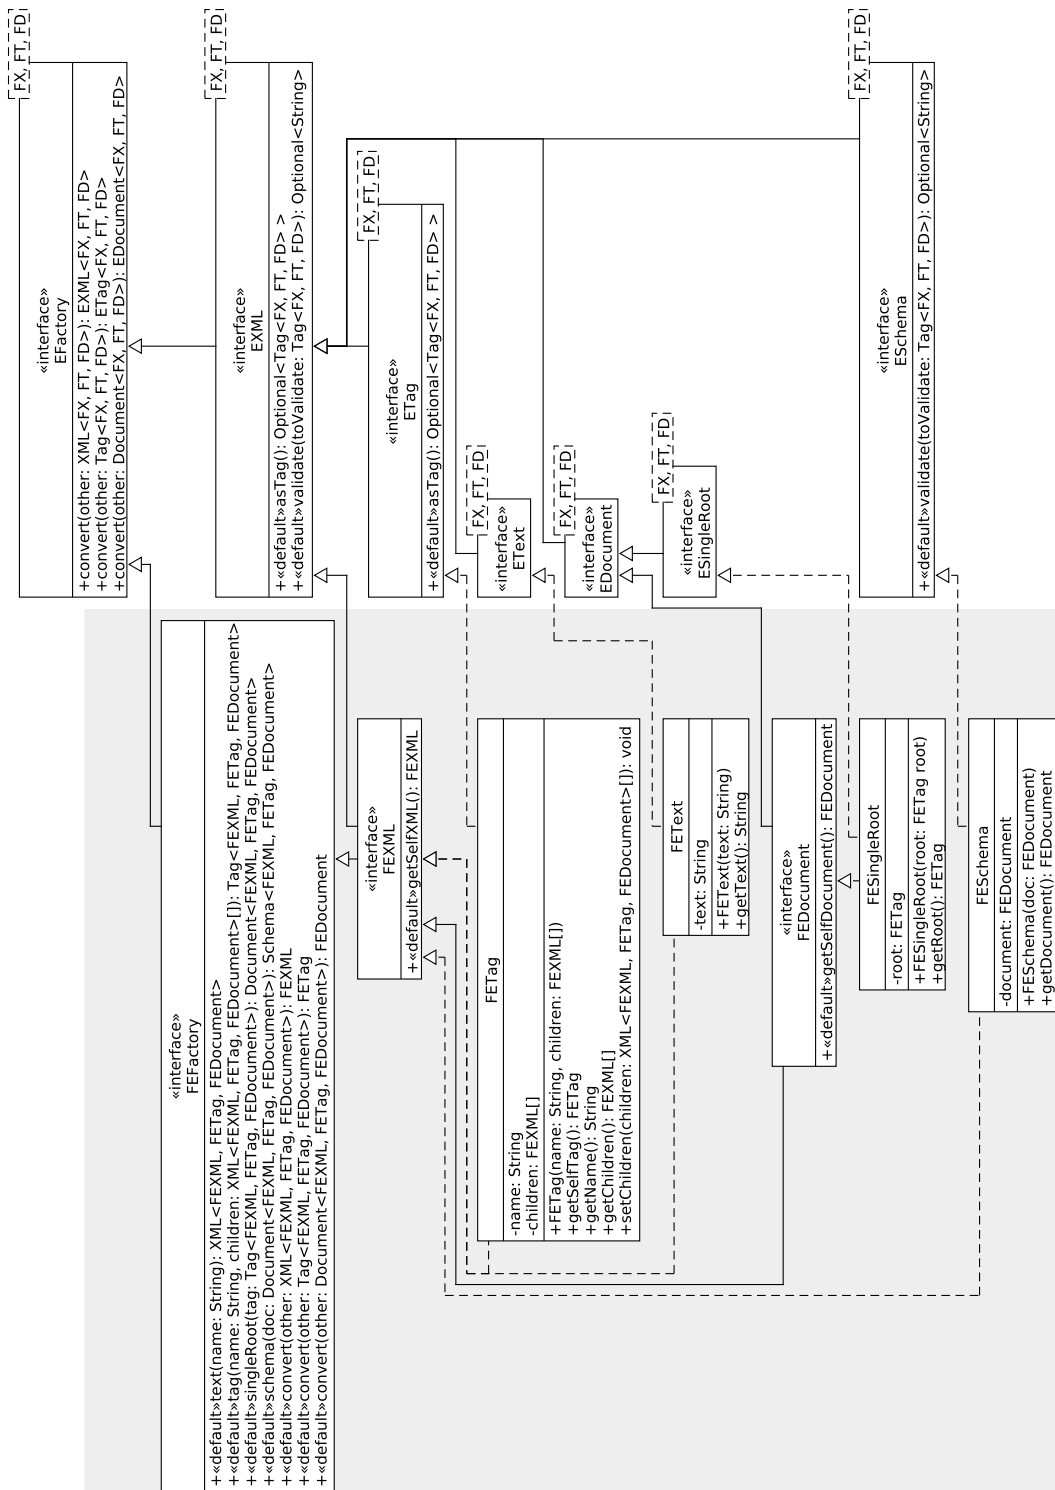 FX, FT, FD
«interface»
EFactory
+convert(other: XML<FX, FT, FD>): EXML<FX, FT, FD>
+convert(other: Tag<FX, FT, FD>): ETag<FX, FT, FD>
+convert(other: Document<FX, FT, FD>): EDocument<FX, FT, FD>
FX, FT, FD
«interface»
EXML
+«default»asTag(): Optional<Tag<FX, FT, FD> >
+«default»validate(toValidate: Tag<FX, FT, FD>): Optional<String>
FX, FT, FD
«interface»
ETag
+«default»asTag(): Optional<Tag<FX, FT, FD> >
FX, FT, FD
«interface»
EText
FX, FT, FD
«interface»
EDocument
FX, FT, FD
«interface»
ESingleRoot
FX, FT, FD
«interface»
ESchema
+«default»validate(toValidate: Tag<FX, FT, FD>): Optional<String>
«interface»
FEFactory
+«default»text(name: String): XML<FEXML, FETag, FEDocument>
+«default»tag(name: String, children: XML<FEXML, FETag, FEDocument>[]): Tag<FEXML, FETag, FEDocument>
+«default»singleRoot(tag: Tag<FEXML, FETag, FEDocument>): Document<FEXML, FETag, FEDocument>
+«default»schema(doc: Document<FEXML, FETag, FEDocument>): Schema<FEXML, FETag, FEDocument>
+«default»convert(other: XML<FEXML, FETag, FEDocument>): FEXML
+«default»convert(other: Tag<FEXML, FETag, FEDocument>): FETag
+«default»convert(other: Document<FEXML, FETag, FEDocument>): FEDocument
«interface»
FEXML
+«default»getSelfXML(): FEXML
FETag
-name: String
-children: FEXML[]
+FETag(name: String, children: FEXML[])
+getSelfTag(): FETag
+getName(): String
+getChildren(): FEXML[]
+setChildren(children: XML<FEXML, FETag, FEDocument>[]): void
FEText
-text: String
+FEText(text: String)
+getText(): String
«interface»
FEDocument
+«default»getSelfDocument(): FEDocument
FESingleRoot
-root: FETag
+FESingleRoot(root: FETag root)
+getRoot(): FETag
FESchema
-document: FEDocument
+FESchema(doc: FEDocument)
+getDocument(): FEDocument